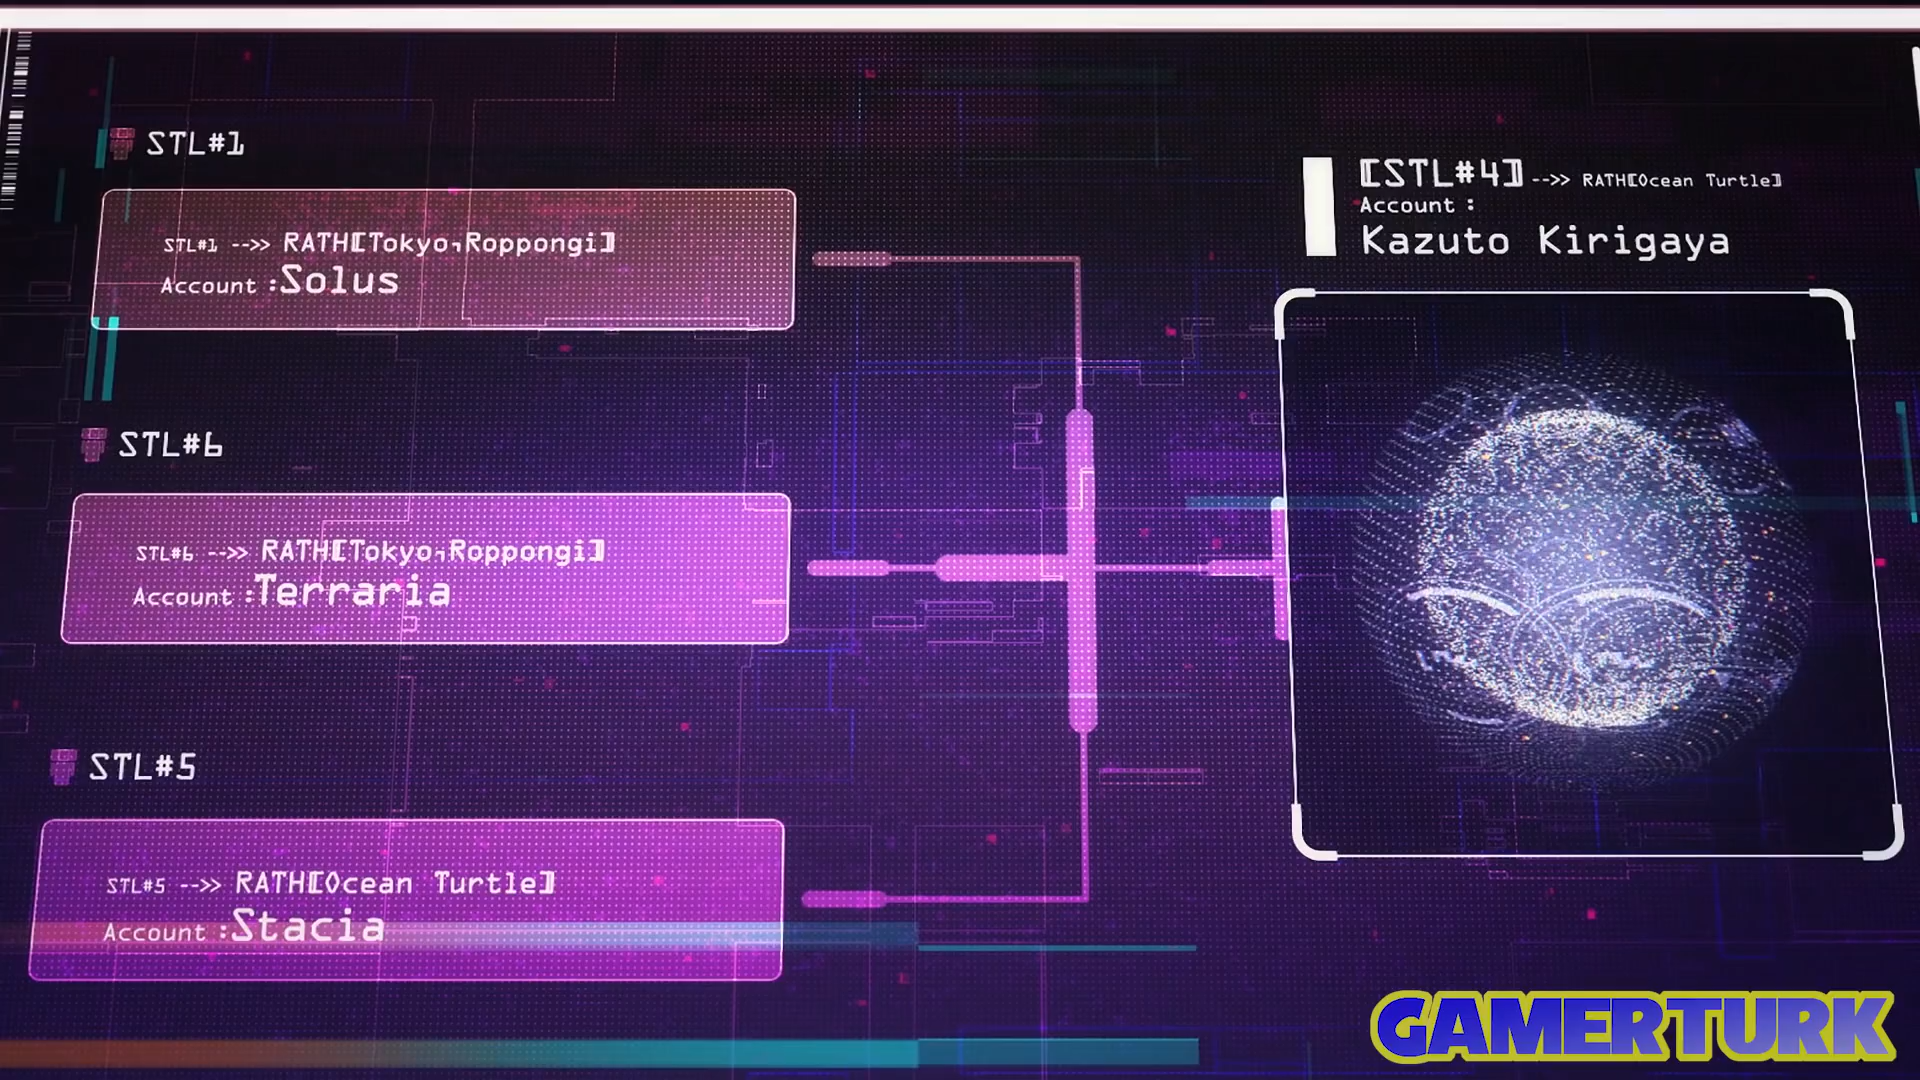 STL#1
STL#1 -->> RATH[Tokyo,Roppongi]
Account :Solus
STL#6
STL#6 -->> RATH[Tokyo,Roppongi]
Account :Terraria
STL#5
STL#5 -->> RATH[Ocean Turtle]
Account :Stacia
[STL#4] -->> RATH[Ocean Turtle]
Account :
Kazuto Kirigaya
GAMERTURK